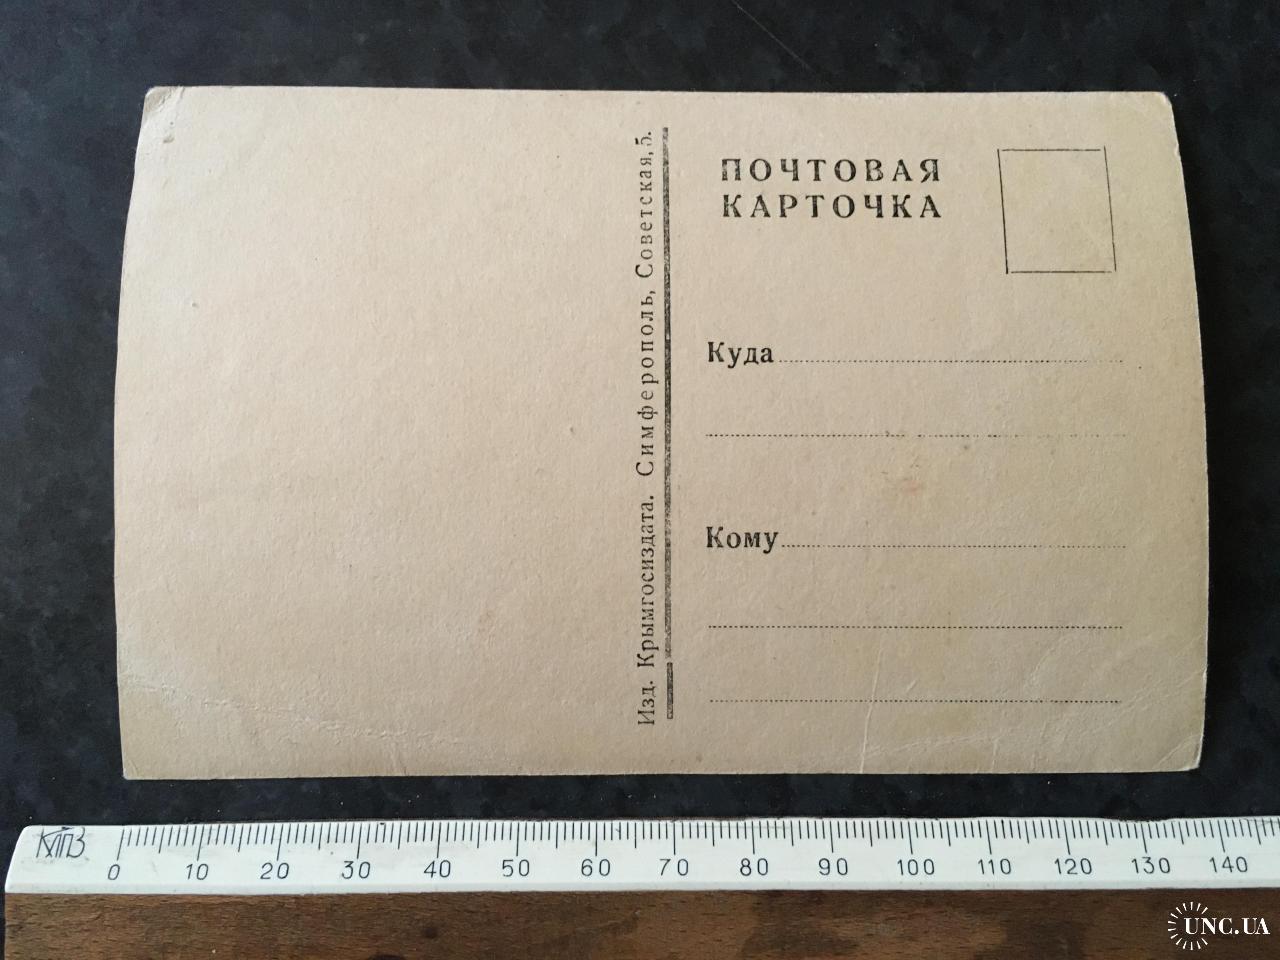 ПОЧТОВАЯ
КАРТОЧКА
Изд. Крымгосиздата. Симферополь, Советская, 5.
Куда
Кому
КПВ
0 10 20 30 40 50 60 70 80 90 100 110 120 130 140
UNC.UA